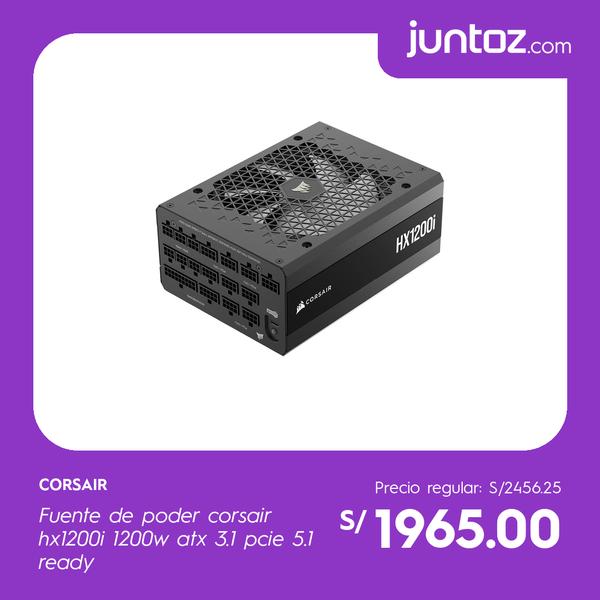 juntoz.com
HX1200i
CORSAIR
CORSAIR
Precio regular: S/2456.25
Fuente de poder corsair
hx1200i 1200w atx 3.1 pcie 5.1
ready
S/ 1965.00